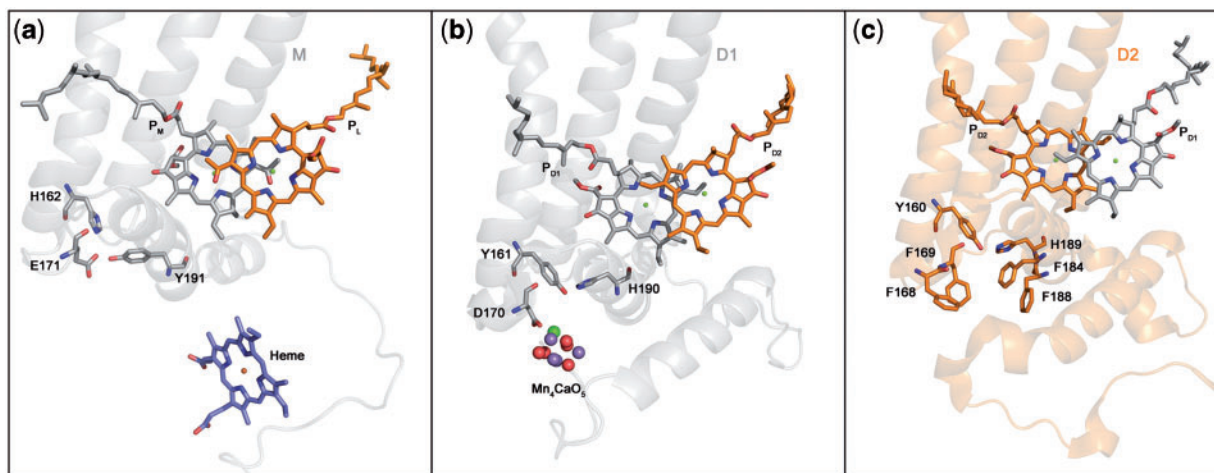 (a)
M
P_M
P_L
H162
E171
Y191
Heme
(b)
D1
P_D1
P_D2
Y161
H190
D170
Mn₄CaO₅
(c)
D2
P_D2
P_D1
Y160
F169
H189
F184
F168
F188